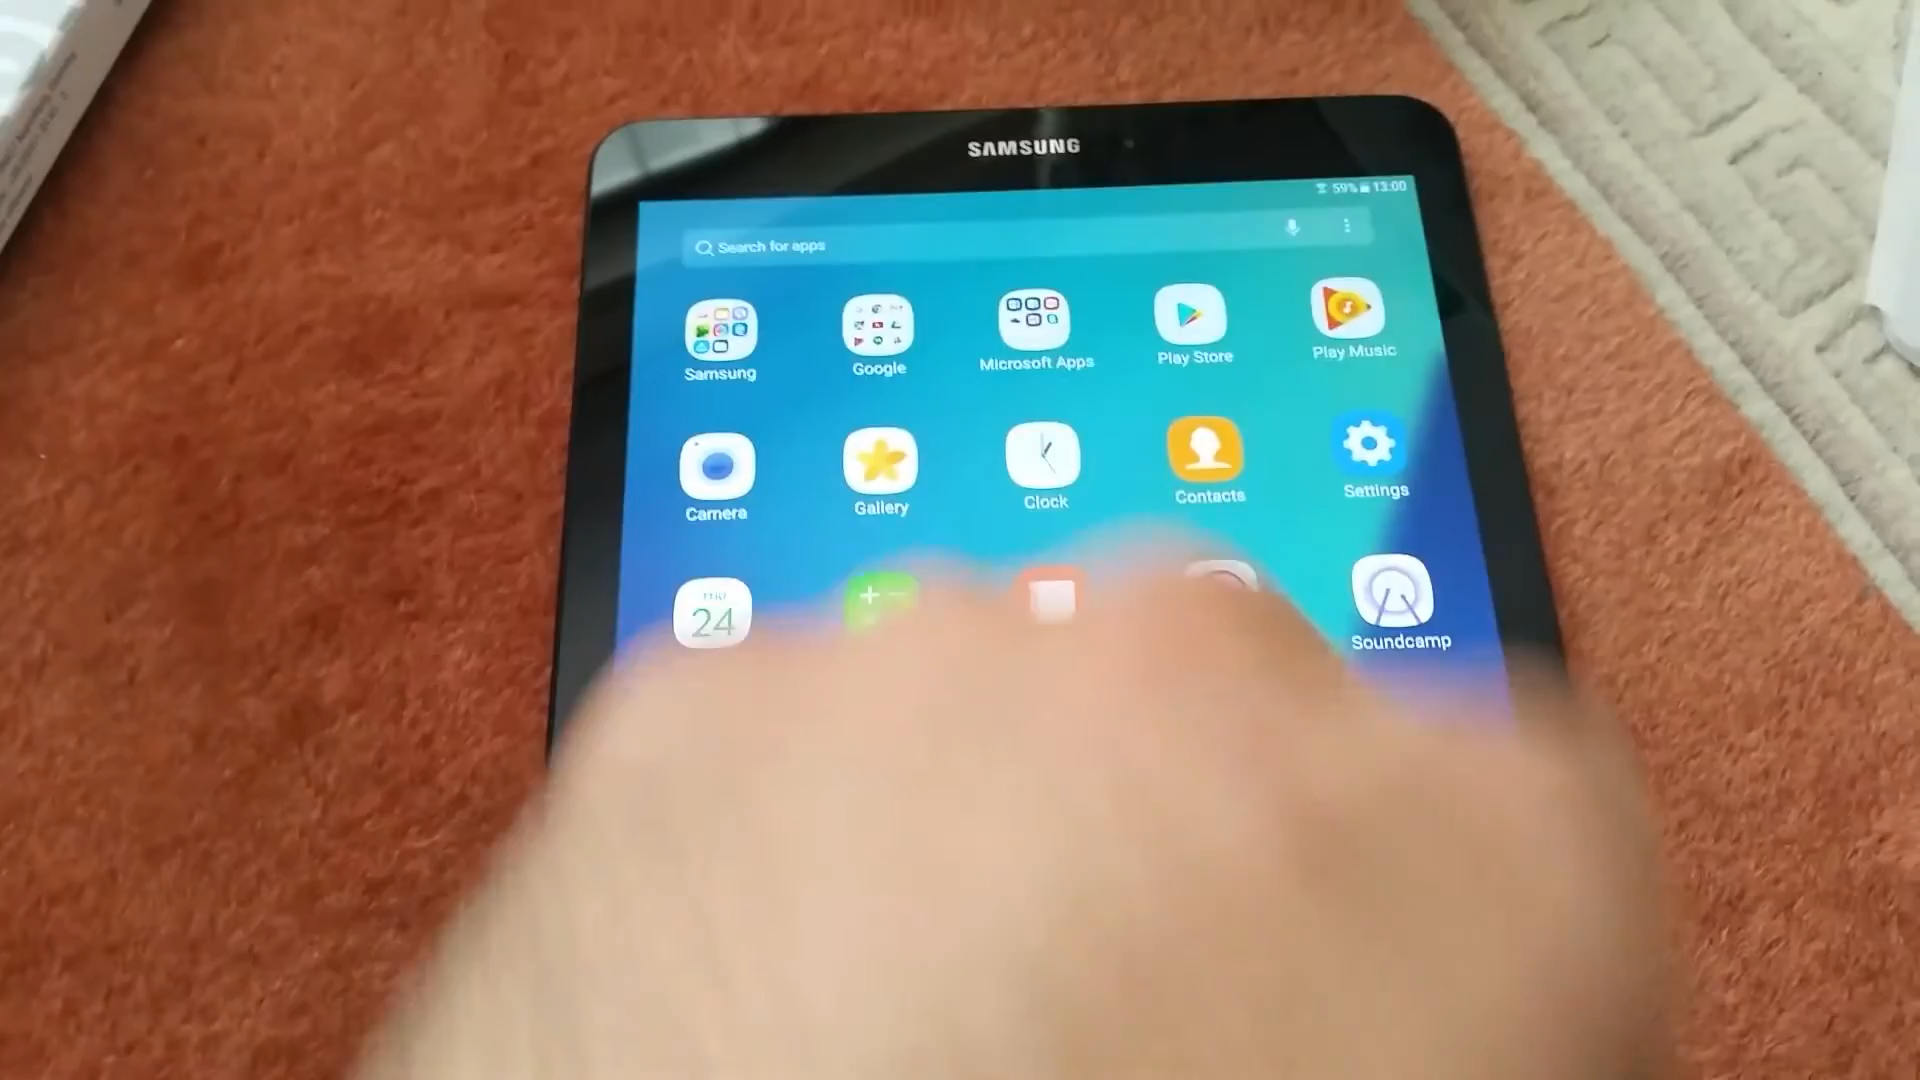 SAMSUNG
59% 13:00
Search for apps
Samsung Google Microsoft Apps Play Store Play Music
Camera Gallery Clock Contacts Settings
THU
24
Soundcamp